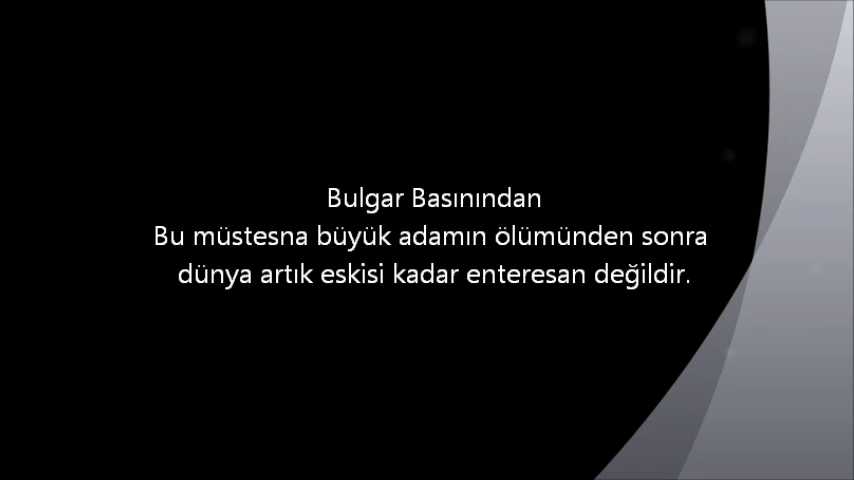 Bulgar Basınından
Bu müstesna büyük adamın ölümünden sonra
dünya artık eskisi kadar enteresan değildir.